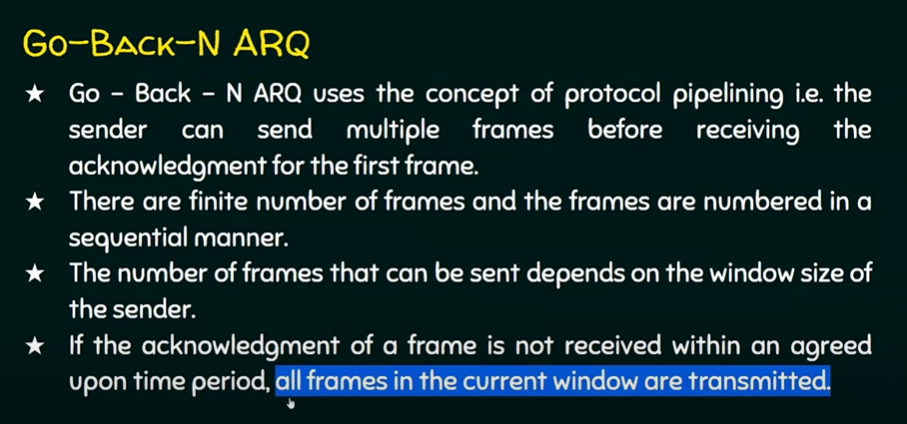 Go-Back-N ARQ
★ Go - Back - N ARQ uses the concept of protocol pipelining i.e. the
sender can send multiple frames before receiving the
acknowledgment for the first frame.
★ There are finite number of frames and the frames are numbered in a
sequential manner.
★ The number of frames that can be sent depends on the window size of
the sender.
★ If the acknowledgment of a frame is not received within an agreed
upon time period, all frames in the current window are transmitted.